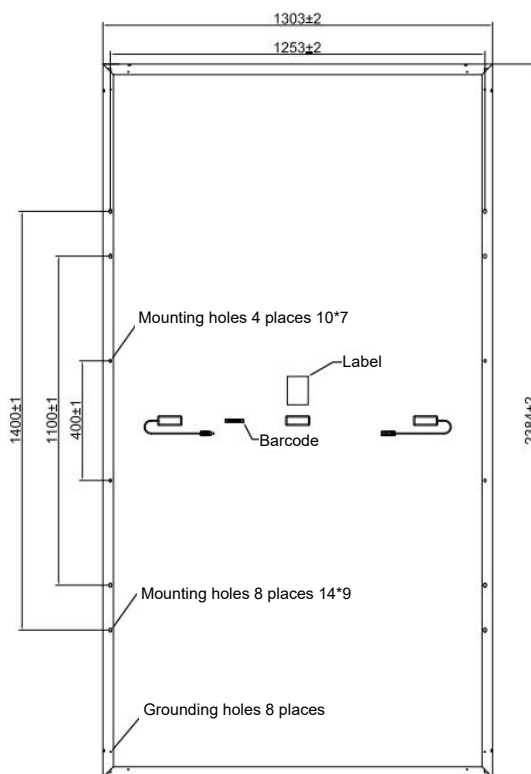 1303±2
1253±2
Mounting holes 4 places 10*7
Label
1400±1
1100±1
400±1
2384±2
Barcode
Mounting holes 8 places 14*9
Grounding holes 8 places